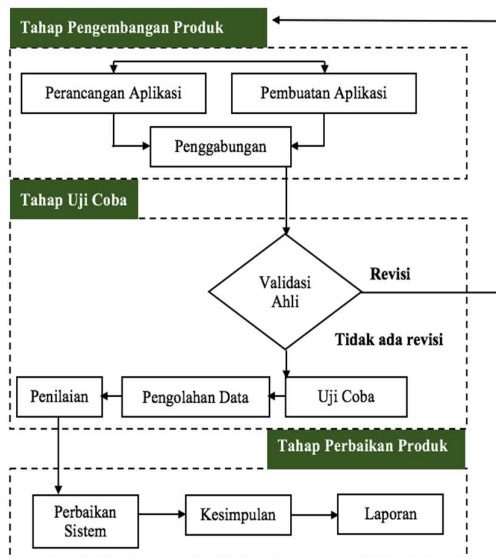 Tahap Pengembangan Produk
Perancangan Aplikasi
Pembuatan Aplikasi
Penggabungan
Tahap Uji Coba
Validasi
Ahli
Revisi
Tidak ada revisi
Penilaian
Pengolahan Data
Uji Coba
Tahap Perbaikan Produk
Perbaikan
Sistem
Kesimpulan
Laporan